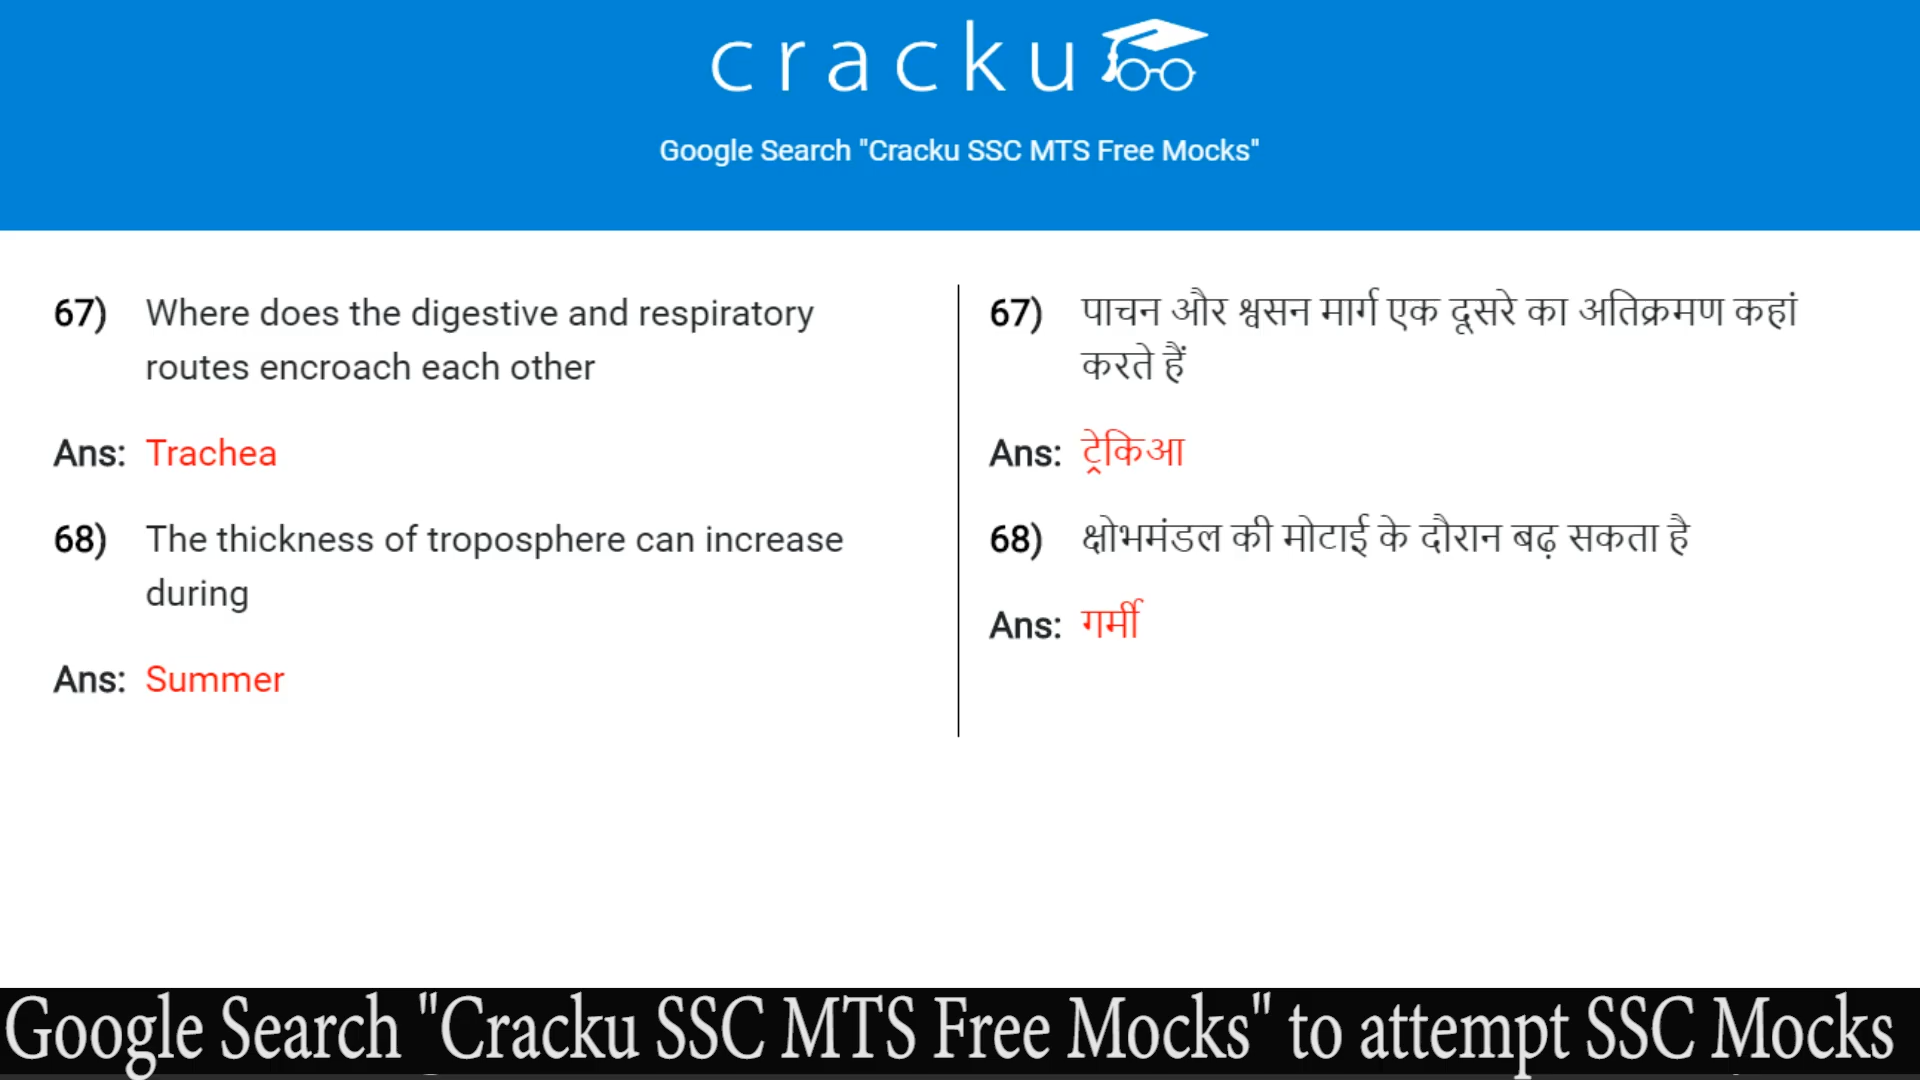 cracku
Google Search "Cracku SSC MTS Free Mocks"
67) Where does the digestive and respiratory
routes encroach each other
Ans: Trachea
68) The thickness of troposphere can increase
during
Ans: Summer
67) पाचन और श्वसन मार्ग एक दूसरे का अतिक्रमण कहां
करते हैं
Ans: ट्रेकिआ
68) क्षोभमंडल की मोटाई के दौरान बढ़ सकता है
Ans: गर्मी
Google Search "Cracku SSC MTS Free Mocks" to attempt SSC Mocks